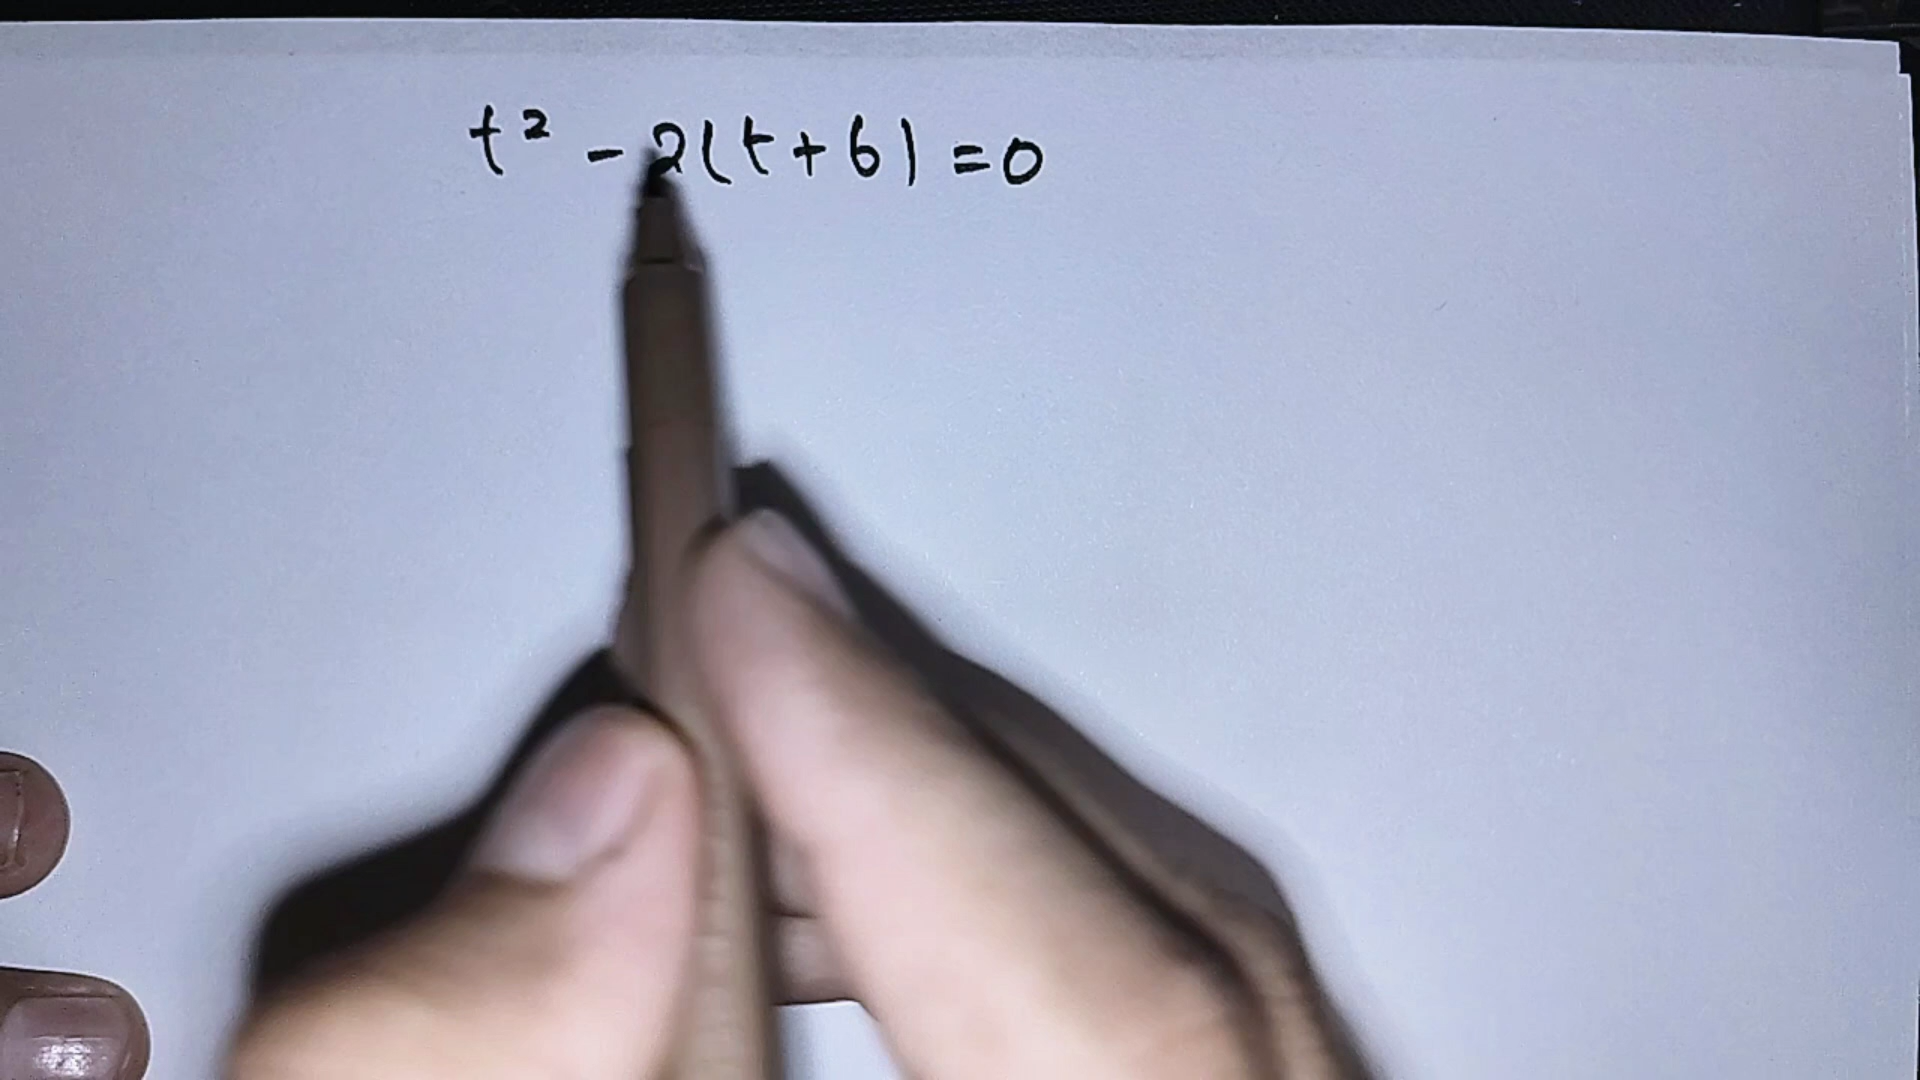 t² - 2(t+6) = 0